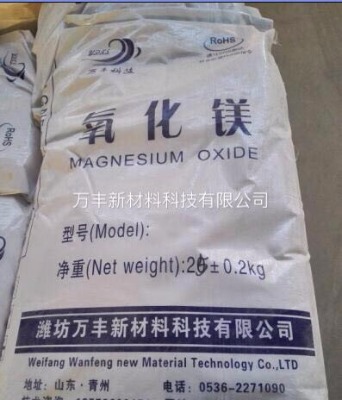 RoHS
万丰科技
氧化镁
MAGNESIUM OXIDE
万丰新材料科技有限公司
型号(Model):
净重(Net weight):25±0.2kg
潍坊万丰新材料科技有限公司
Weifang Wanfeng new Material Technology Co.,LTD
地址:山东·青州
电话:0536-2271090
RoHS